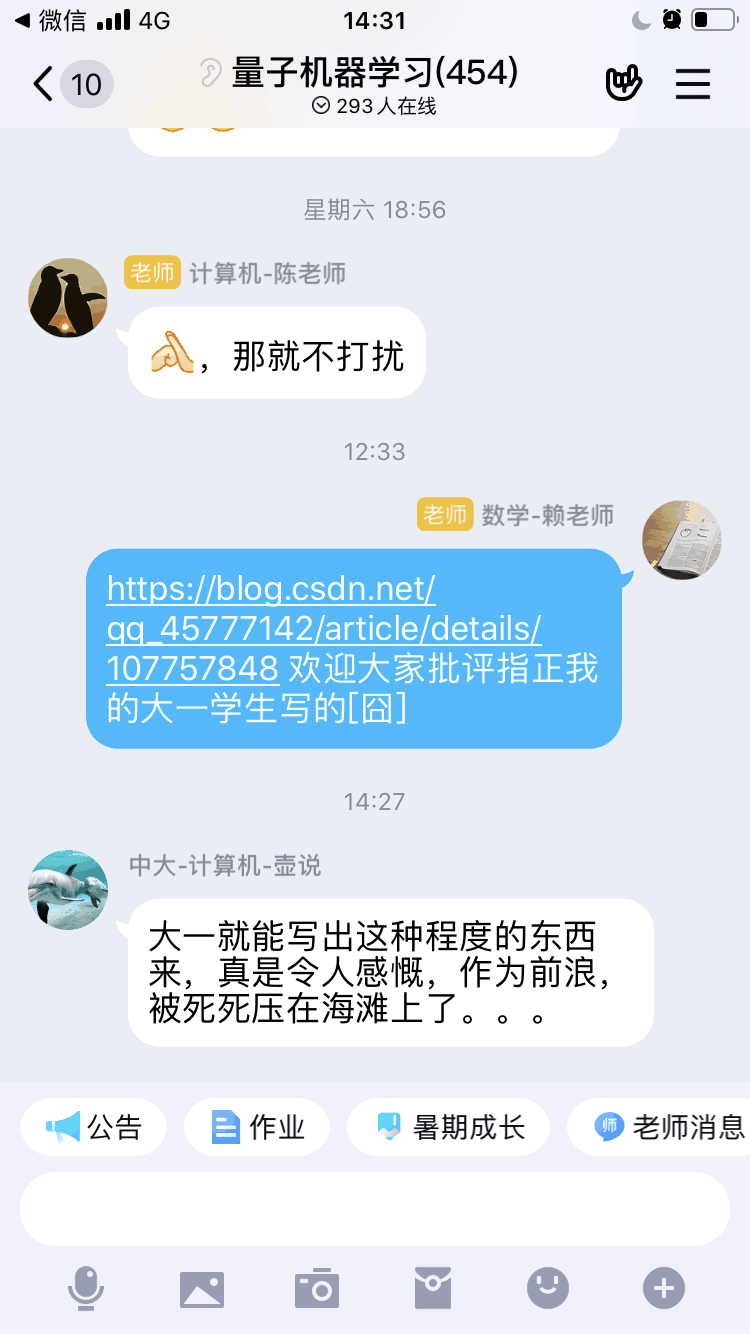 微信 4G 14:31
10 量子机器学习(454)
293人在线
星期六 18:56
老师 计算机-陈老师
，那就不打扰
12:33
老师 数学-赖老师
https://blog.csdn.net/
qq_45777142/article/details/
107757848 欢迎大家批评指正我
的大一学生写的[囧]
14:27
中大-计算机-壶说
大一就能写出这种程度的东西
来，真是令人感慨，作为前浪，
被死死压在海滩上了。。。
公告 作业 暑期成长 师 老师消息